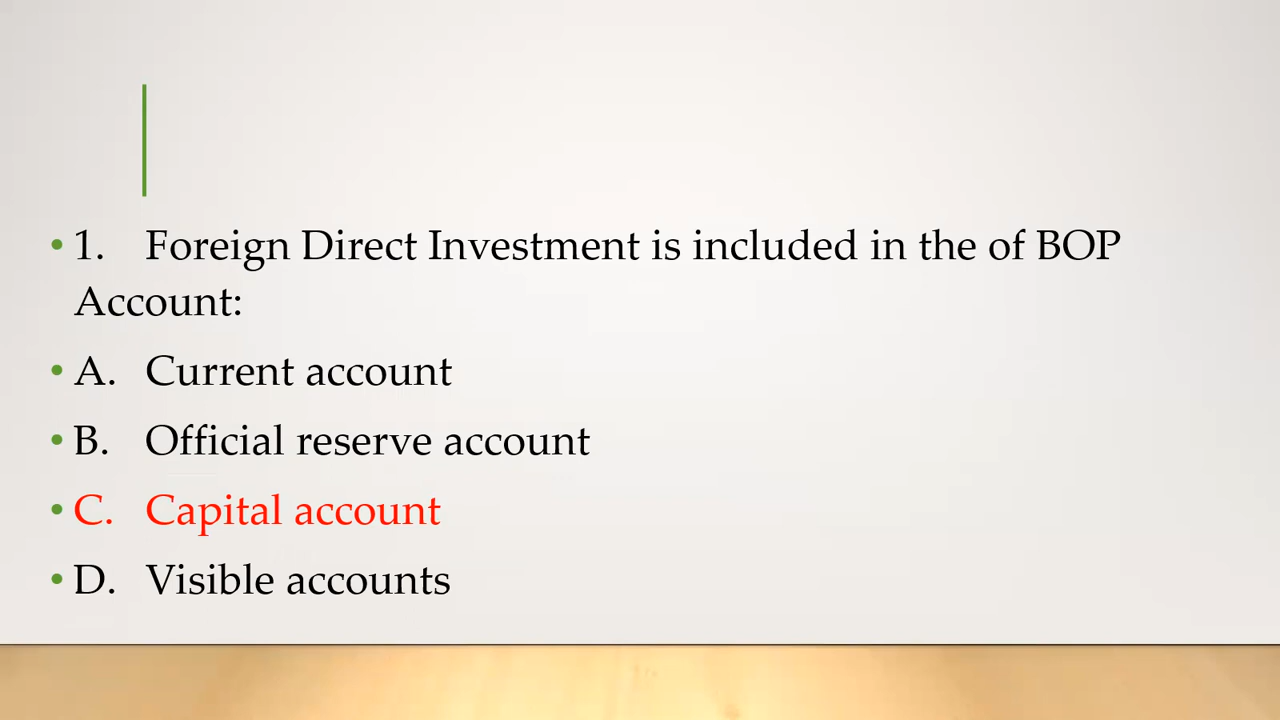 • 1. Foreign Direct Investment is included in the of BOP
Account:
• A. Current account
• B. Official reserve account
• C. Capital account
• D. Visible accounts